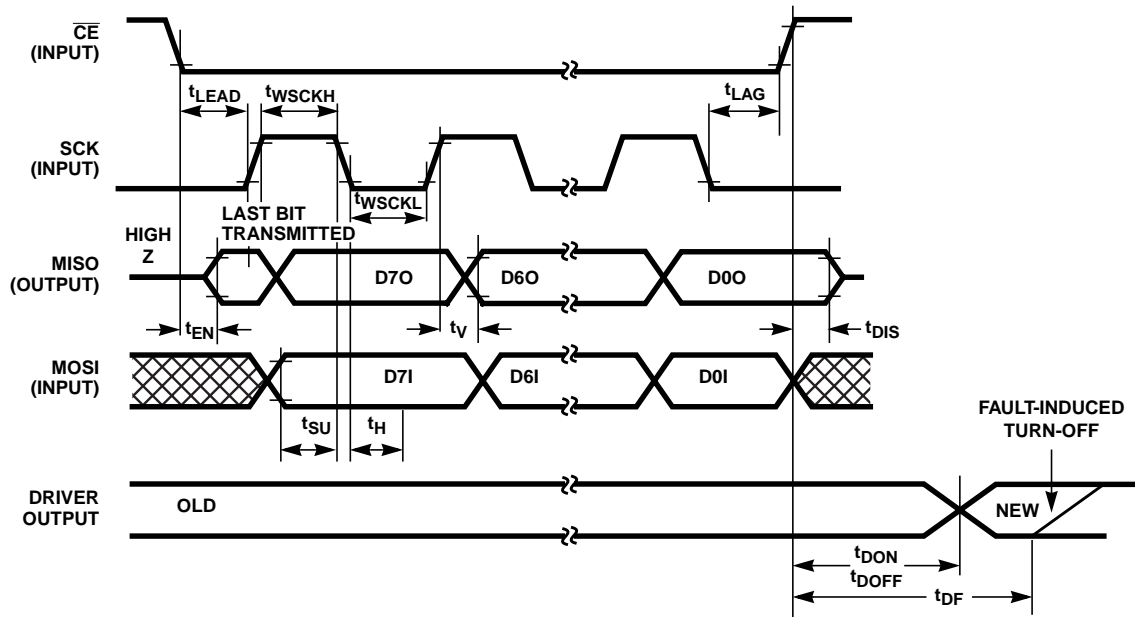 CE
(INPUT)
tLEAD
tWSCKH
tLAG
SCK
(INPUT)
tWSCKL
LAST BIT
TRANSMITTED
HIGH
Z
MISO
(OUTPUT)
D7O
D6O
D0O
tEN
tV
tDIS
MOSI
(INPUT)
D7I
D6I
D0I
tSU
tH
FAULT-INDUCED
TURN-OFF
DRIVER
OUTPUT
OLD
NEW
tDON
tDOFF
tDF